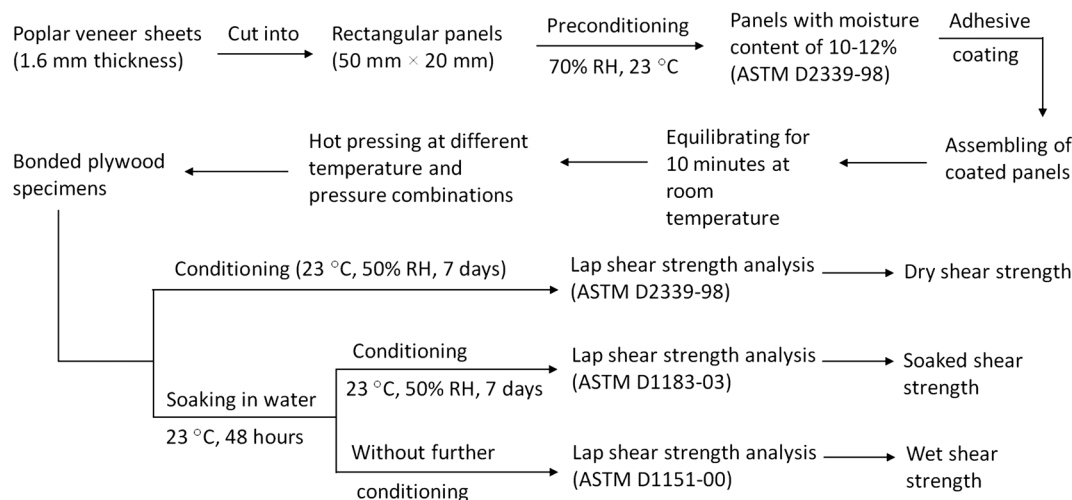 Poplar veneer sheets
(1.6 mm thickness)
Cut into
Rectangular panels
(50 mm × 20 mm)
Preconditioning
70% RH, 23 °C
Panels with moisture
content of 10-12%
(ASTM D2339-98)
Adhesive
coating
Assembling of
coated panels
Equilibrating for
10 minutes at
room
temperature
Hot pressing at different
temperature and
pressure combinations
Bonded plywood
specimens
Conditioning (23 °C, 50% RH, 7 days)
Lap shear strength analysis
(ASTM D2339-98)
Dry shear strength
Soaking in water
23 °C, 48 hours
Conditioning
23 °C, 50% RH, 7 days
Lap shear strength analysis
(ASTM D1183-03)
Soaked shear
strength
Without further
conditioning
Lap shear strength analysis
(ASTM D1151-00)
Wet shear
strength